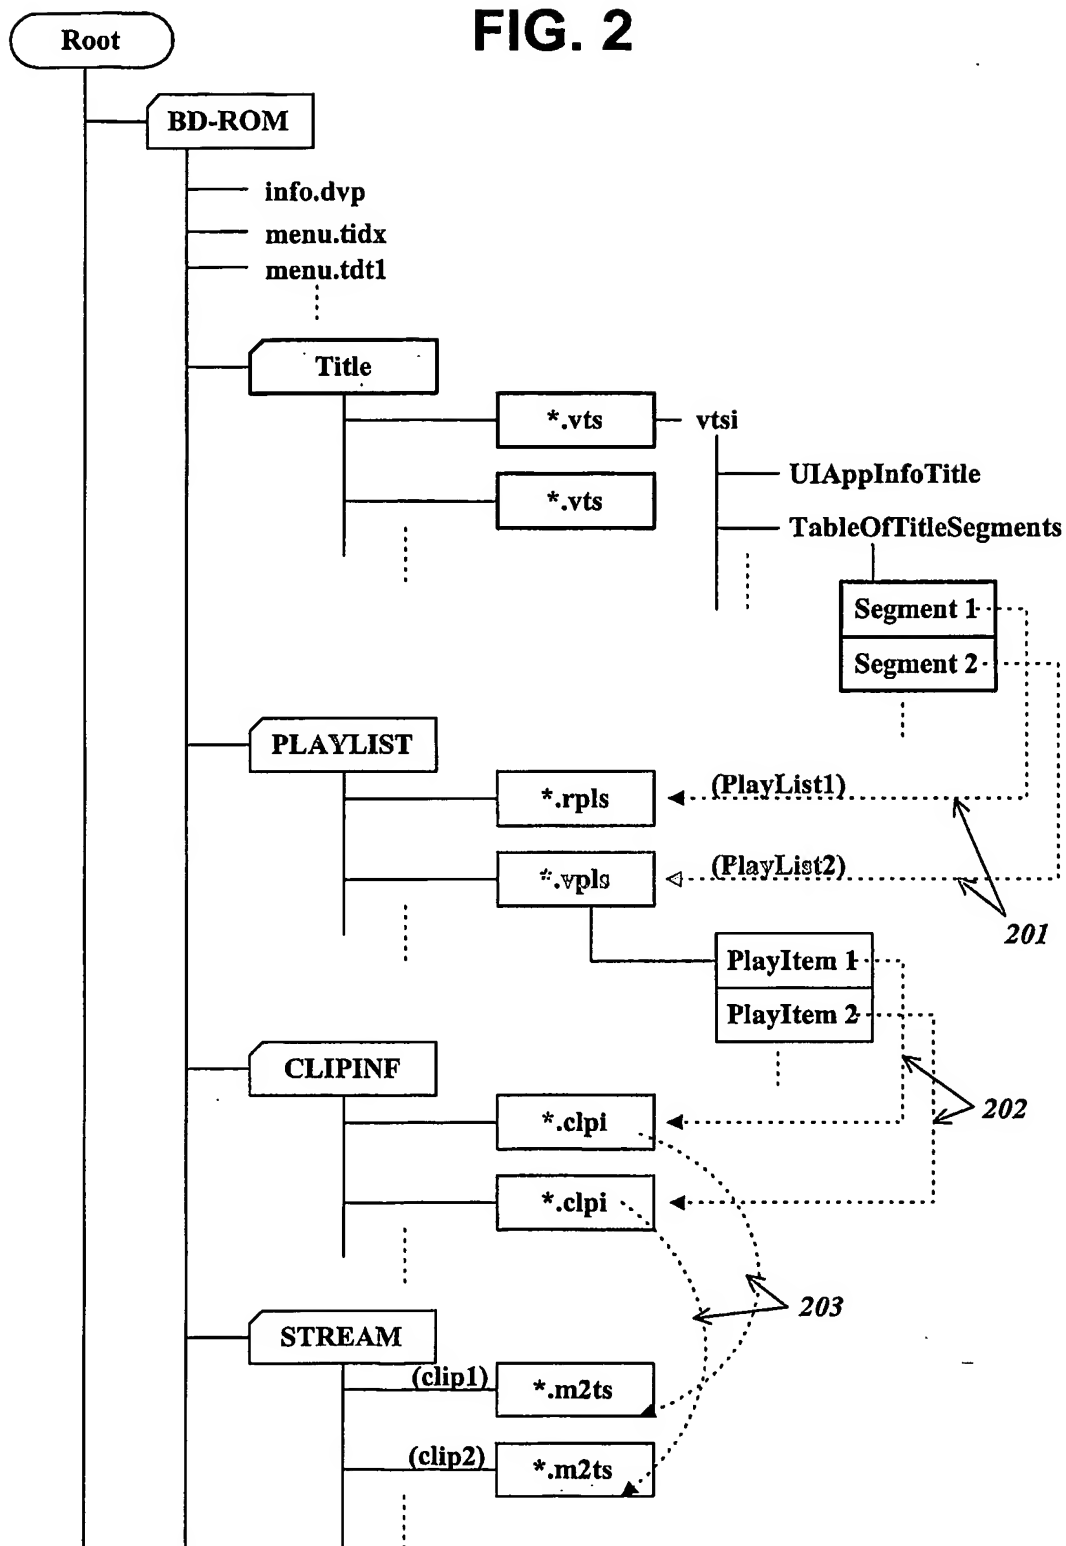 FIG. 2
Root
BD-ROM
info.dvp
menu.tidx
menu.tdt1
Title
*.vts
vtsi
UIAppInfoTitle
*.vts
TableOfTitleSegments
Segment 1
Segment 2
PLAYLIST
*.rpls
(PlayList1)
*.vpls
(PlayList2)
201
PlayItem 1
PlayItem 2
CLIPINF
*.clpi
202
*.clpi
203
STREAM
(clip1)
*.m2ts
(clip2)
*.m2ts